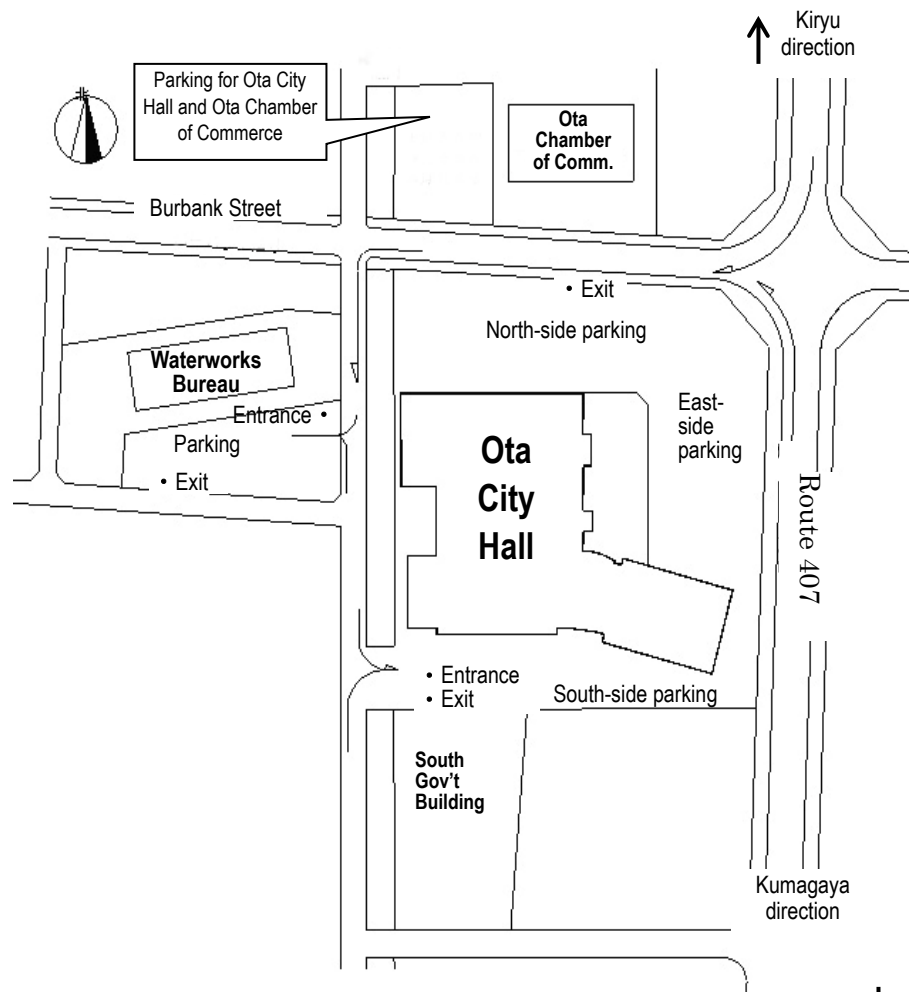 Kiryu
direction
Parking for Ota City
Hall and Ota Chamber
of Commerce
Ota
Chamber
of Comm.
Burbank Street
• Exit
North-side parking
Waterworks
Bureau
Entrance •
Parking
• Exit
East-
side
parking
Ota
City
Hall
Route 407
• Entrance
• Exit
South-side parking
South
Gov't
Building
Kumagaya
direction